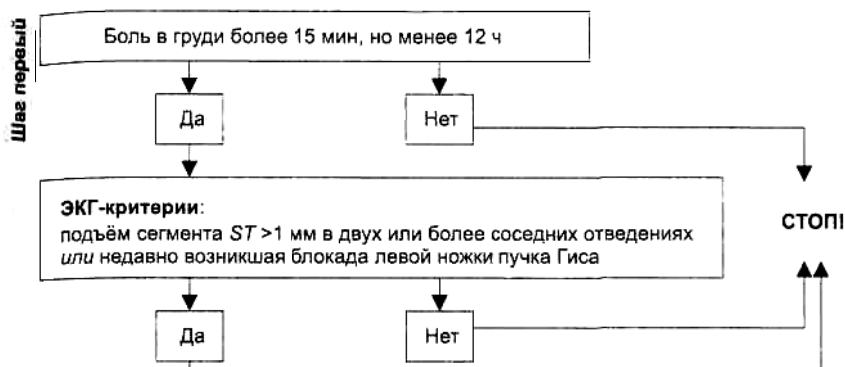 Шаг первый
Боль в груди более 15 мин, но менее 12 ч
Да
Нет
ЭКГ-критерии:
подъём сегмента ST >1 мм в двух или более соседних отведениях
или недавно возникшая блокада левой ножки пучка Гиса
СТОП!
Да
Нет